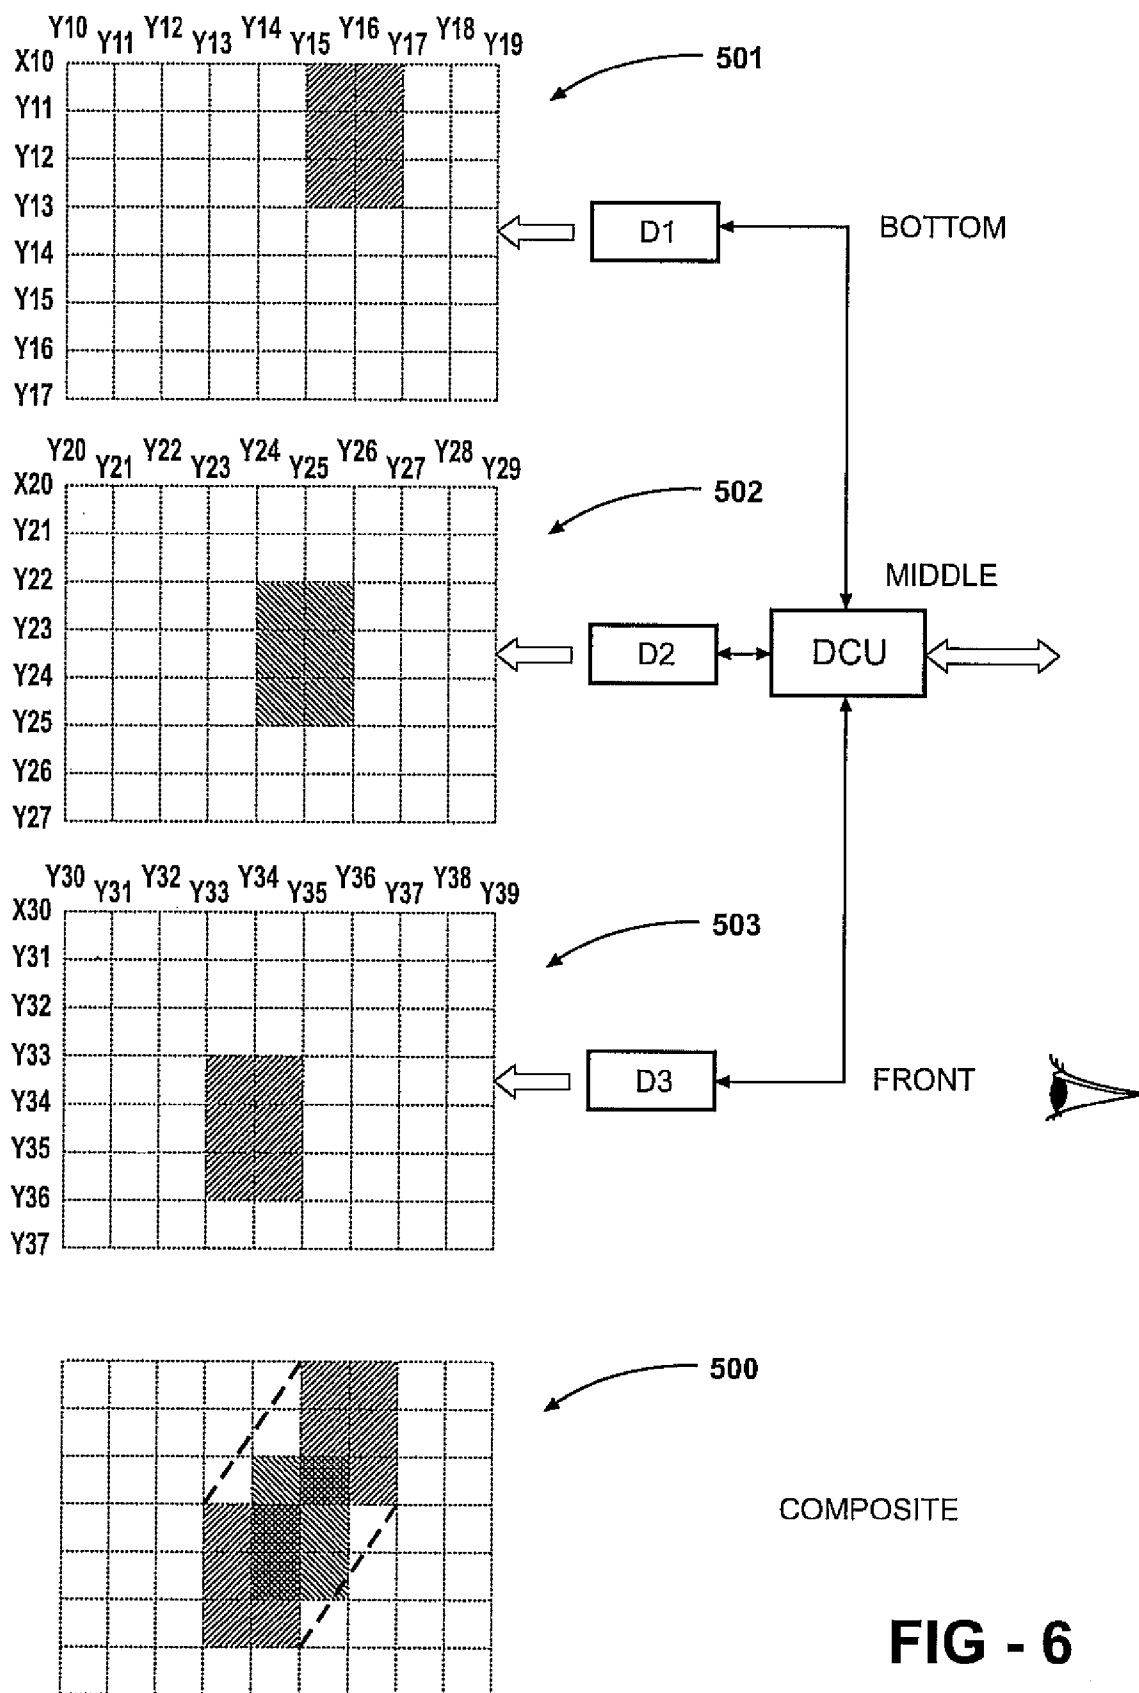 Y10 Y11 Y12 Y13 Y14 Y15 Y16 Y17 Y18 Y19
X10
Y11
Y12
Y13
Y14
Y15
Y16
Y17
501
D1
BOTTOM
Y20 Y21 Y22 Y23 Y24 Y25 Y26 Y27 Y28 Y29
X20
Y21
Y22
Y23
Y24
Y25
Y26
Y27
502
MIDDLE
D2
DCU
Y30 Y31 Y32 Y33 Y34 Y35 Y36 Y37 Y38 Y39
X30
Y31
Y32
Y33
Y34
Y35
Y36
Y37
503
D3
FRONT
500
COMPOSITE
FIG - 6